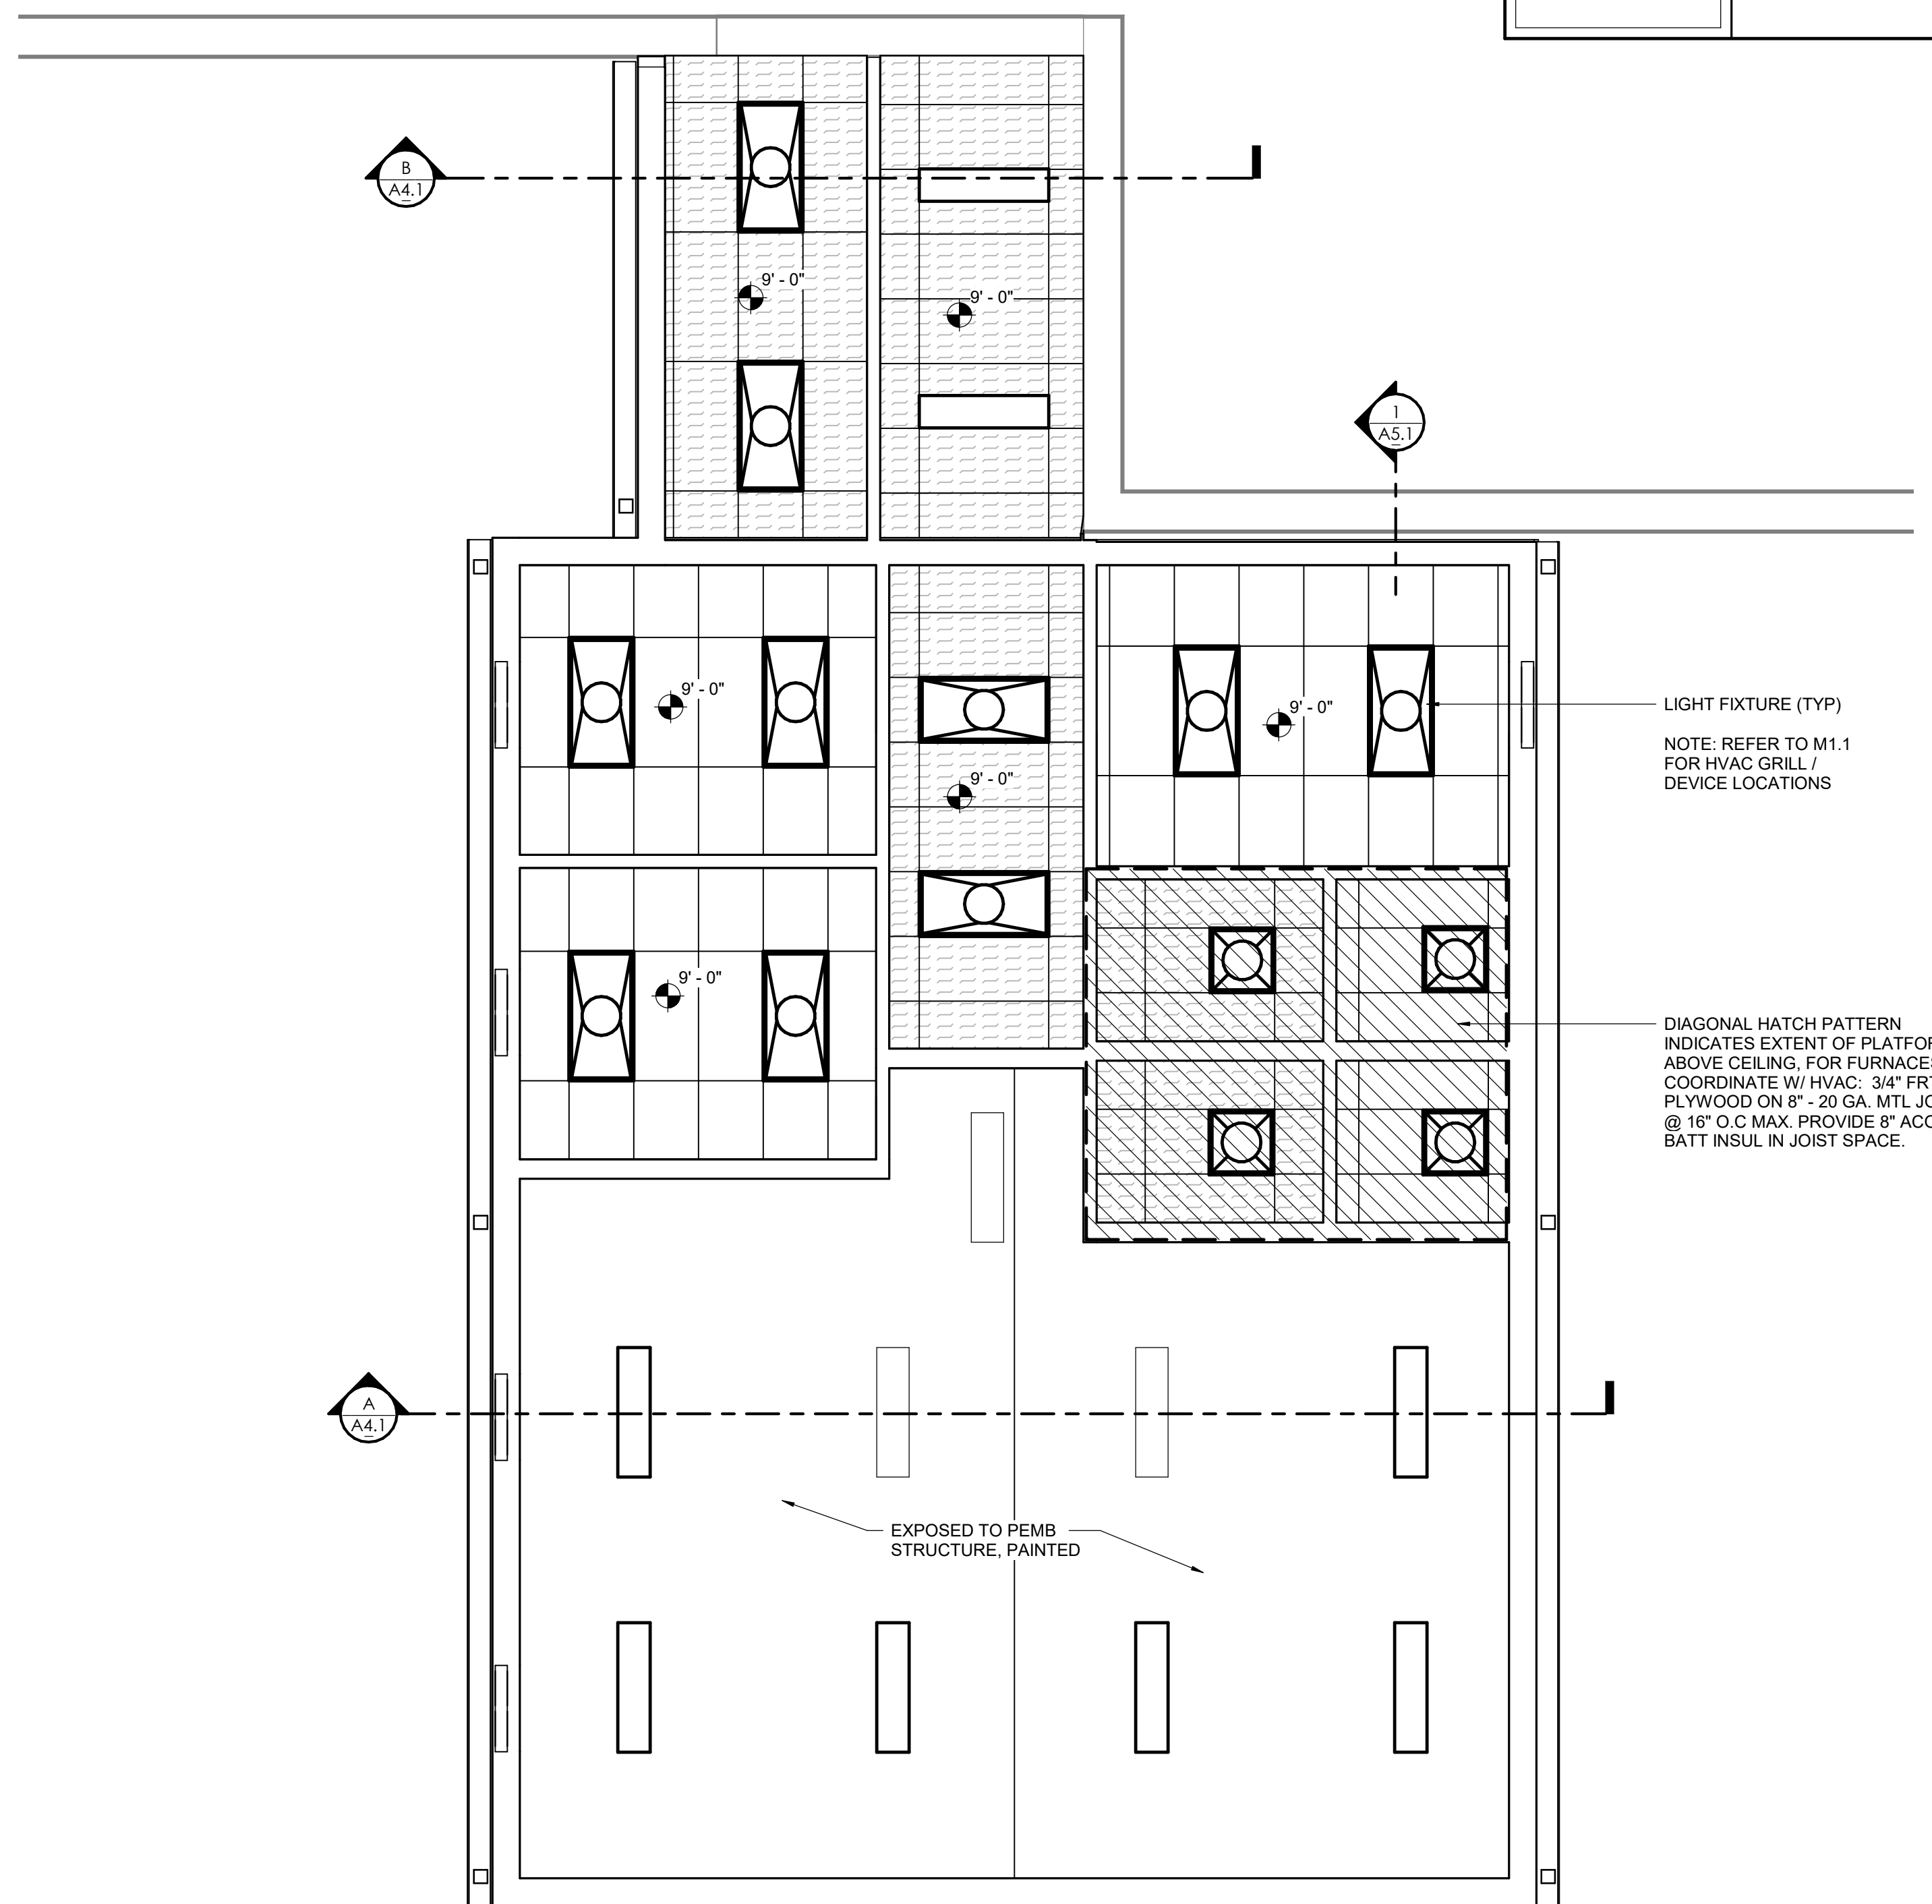 B
A4.1
9' - 0"
9' - 0"
1
A5.1
9' - 0"
9' - 0"
9' - 0"
LIGHT FIXTURE (TYP)
NOTE: REFER TO M1.1
FOR HVAC GRILL /
DEVICE LOCATIONS
9' - 0"
DIAGONAL HATCH PATTERN
INDICATES EXTENT OF
ABOVE CEILING, FOR
COORDINATE W/ HVAC: 3/4"
PLYWOOD ON 8" - 20 GA. MTL
@ 16" O.C MAX. PROVIDE 8"
BATT INSUL IN JOIST SPACE.
A
A4.1
EXPOSED TO PEMB
STRUCTURE, PAINTED